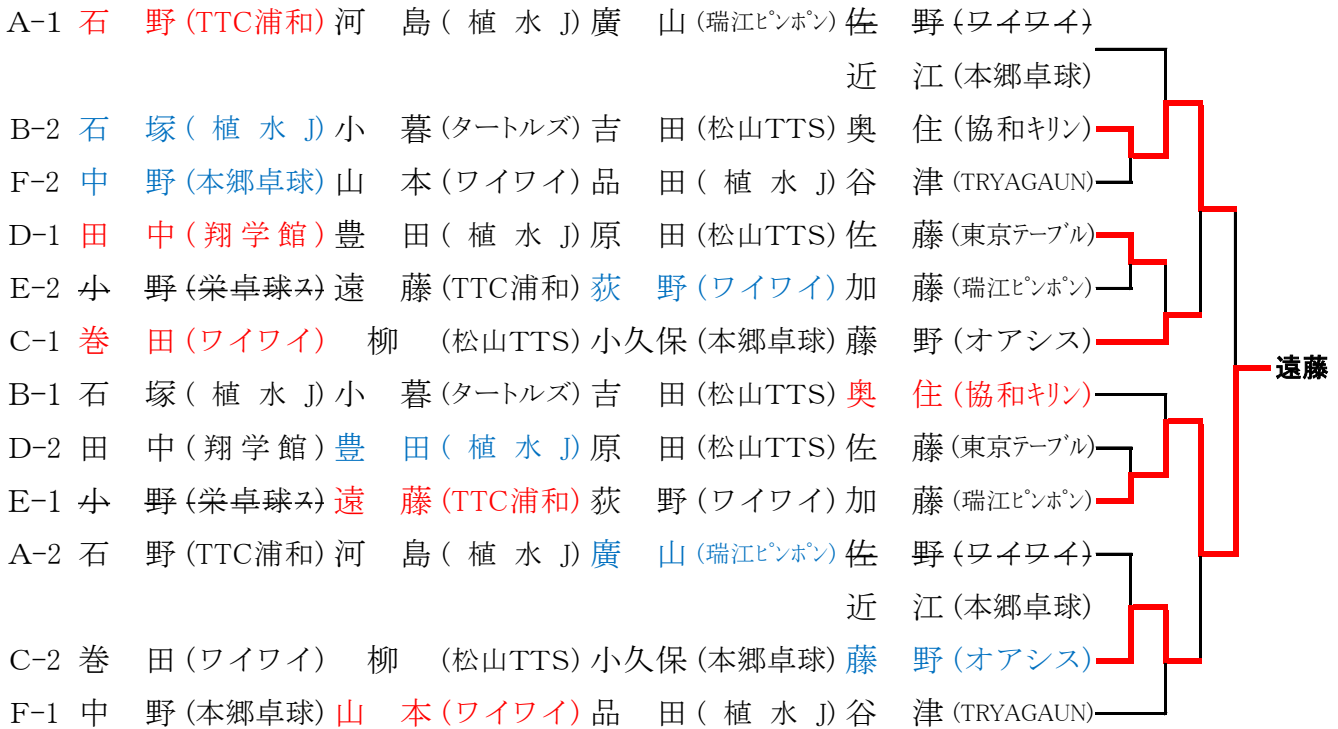 A-1 石 野 (TTC浦和) 河 島 ( 植 水 J) 廣 山 (瑞江ピンポン) 佐 野 (ワイワイ)
近 江 (本郷卓球)
B-2 石 塚 ( 植 水 J) 小 暮 (タートルズ) 吉 田 (松山TTS) 奥 住 (協和キリン)
F-2 中 野 (本郷卓球) 山 本 (ワイワイ) 品 田 ( 植 水 J) 谷 津 (TRYAGAUN)
D-1 田 中 ( 翔 学 館 ) 豊 田 ( 植 水 J) 原 田 (松山TTS) 佐 藤 (東京テーブル)
E-2 小 野 (栄卓球ス) 遠 藤 (TTC浦和) 荻 野 (ワイワイ) 加 藤 (瑞江ピンポン)
C-1 巻 田 (ワイワイ) 柳 (松山TTS) 小久保 (本郷卓球) 藤 野 (オアシス)
遠藤
B-1 石 塚 ( 植 水 J) 小 暮 (タートルズ) 吉 田 (松山TTS) 奥 住 (協和キリン)
D-2 田 中 ( 翔 学 館 ) 豊 田 ( 植 水 J) 原 田 (松山TTS) 佐 藤 (東京テーブル)
E-1 小 野 (栄卓球ス) 遠 藤 (TTC浦和) 荻 野 (ワイワイ) 加 藤 (瑞江ピンポン)
A-2 石 野 (TTC浦和) 河 島 ( 植 水 J) 廣 山 (瑞江ピンポン) 佐 野 (ワイワイ)
近 江 (本郷卓球)
C-2 巻 田 (ワイワイ) 柳 (松山TTS) 小久保 (本郷卓球) 藤 野 (オアシス)
F-1 中 野 (本郷卓球) 山 本 (ワイワイ) 品 田 ( 植 水 J) 谷 津 (TRYAGAUN)